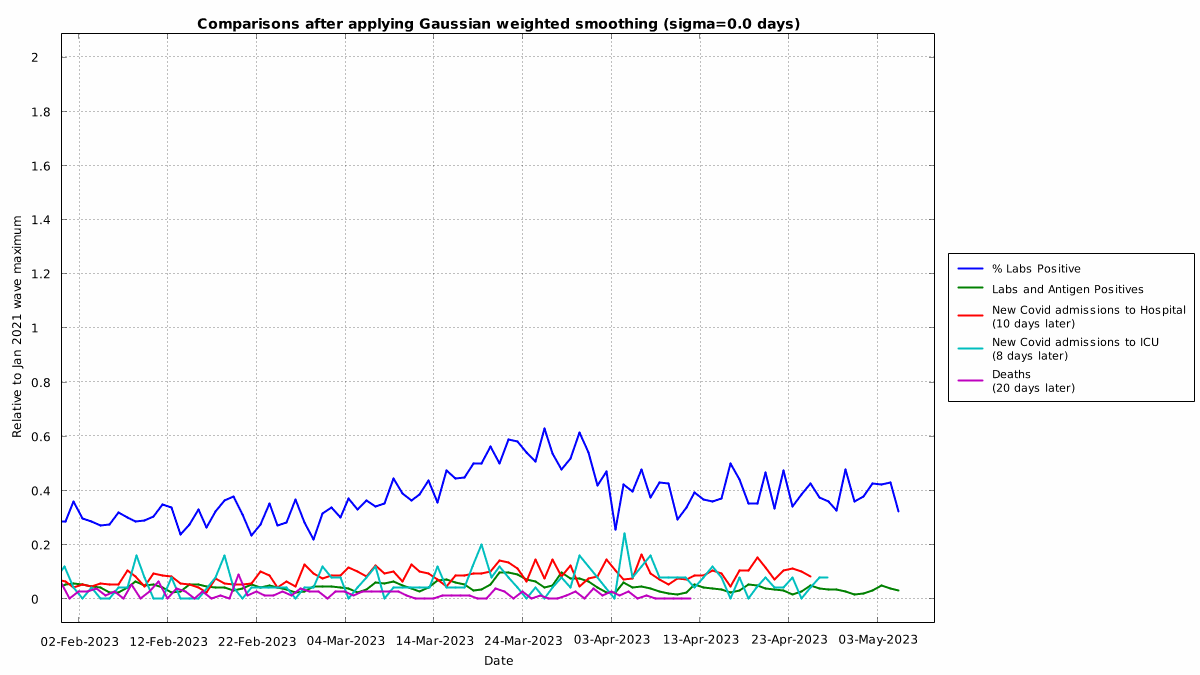 Comparisons after applying Gaussian weighted smoothing (sigma=0.0 days)
2
1.8
1.6
1.4
1.2
1
0.8
0.6
0.4
0.2
0
Relative to Jan 2021 wave maximum
02-Feb-2023
12-Feb-2023
22-Feb-2023
04-Mar-2023
14-Mar-2023
24-Mar-2023
03-Apr-2023
13-Apr-2023
23-Apr-2023
03-May-2023
Date
% Labs Positive
Labs and Antigen Positives
New Covid admissions to Hospital
(10 days later)
New Covid admissions to ICU
(8 days later)
Deaths
(20 days later)